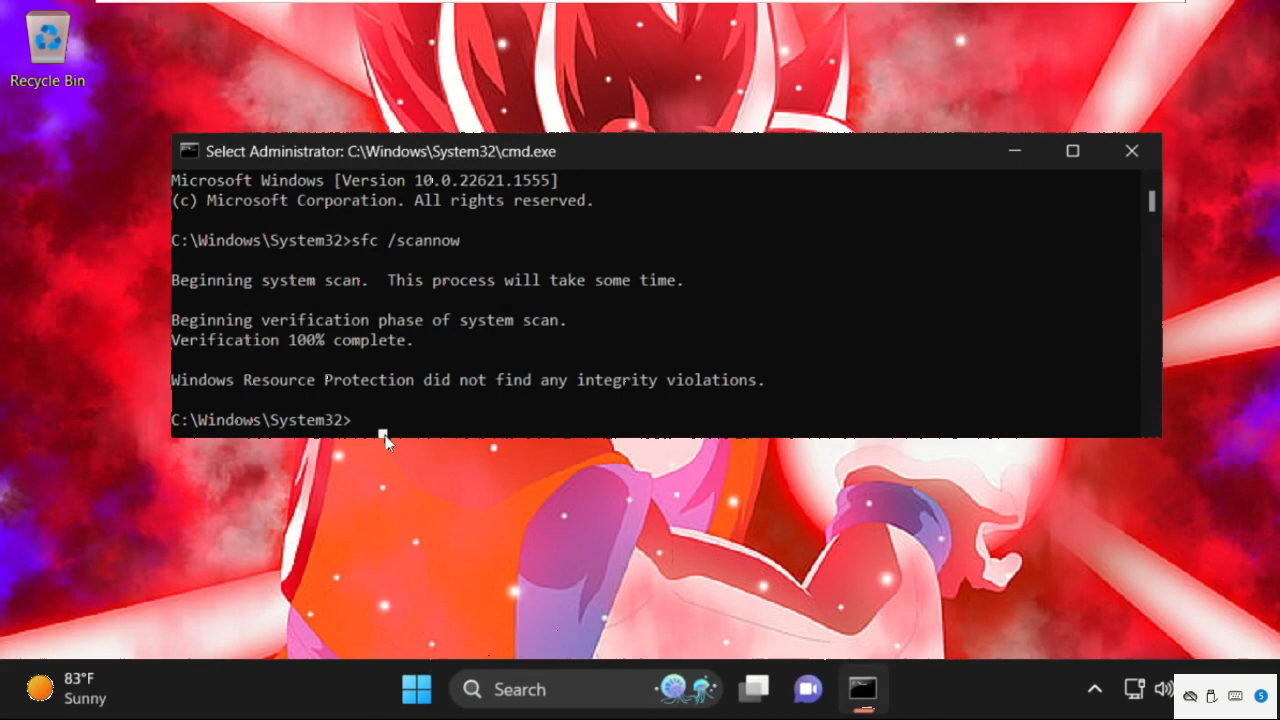 Recycle Bin
Select Administrator: C:\Windows\System32\cmd.exe
Microsoft Windows [Version 10.0.22621.1555]
(c) Microsoft Corporation. All rights reserved.
C:\Windows\System32>sfc /scannow
Beginning system scan.  This process will take some time.
Beginning verification phase of system scan.
Verification 100% complete.
Windows Resource Protection did not find any integrity violations.
C:\Windows\System32>
83°F
Sunny
Search
5